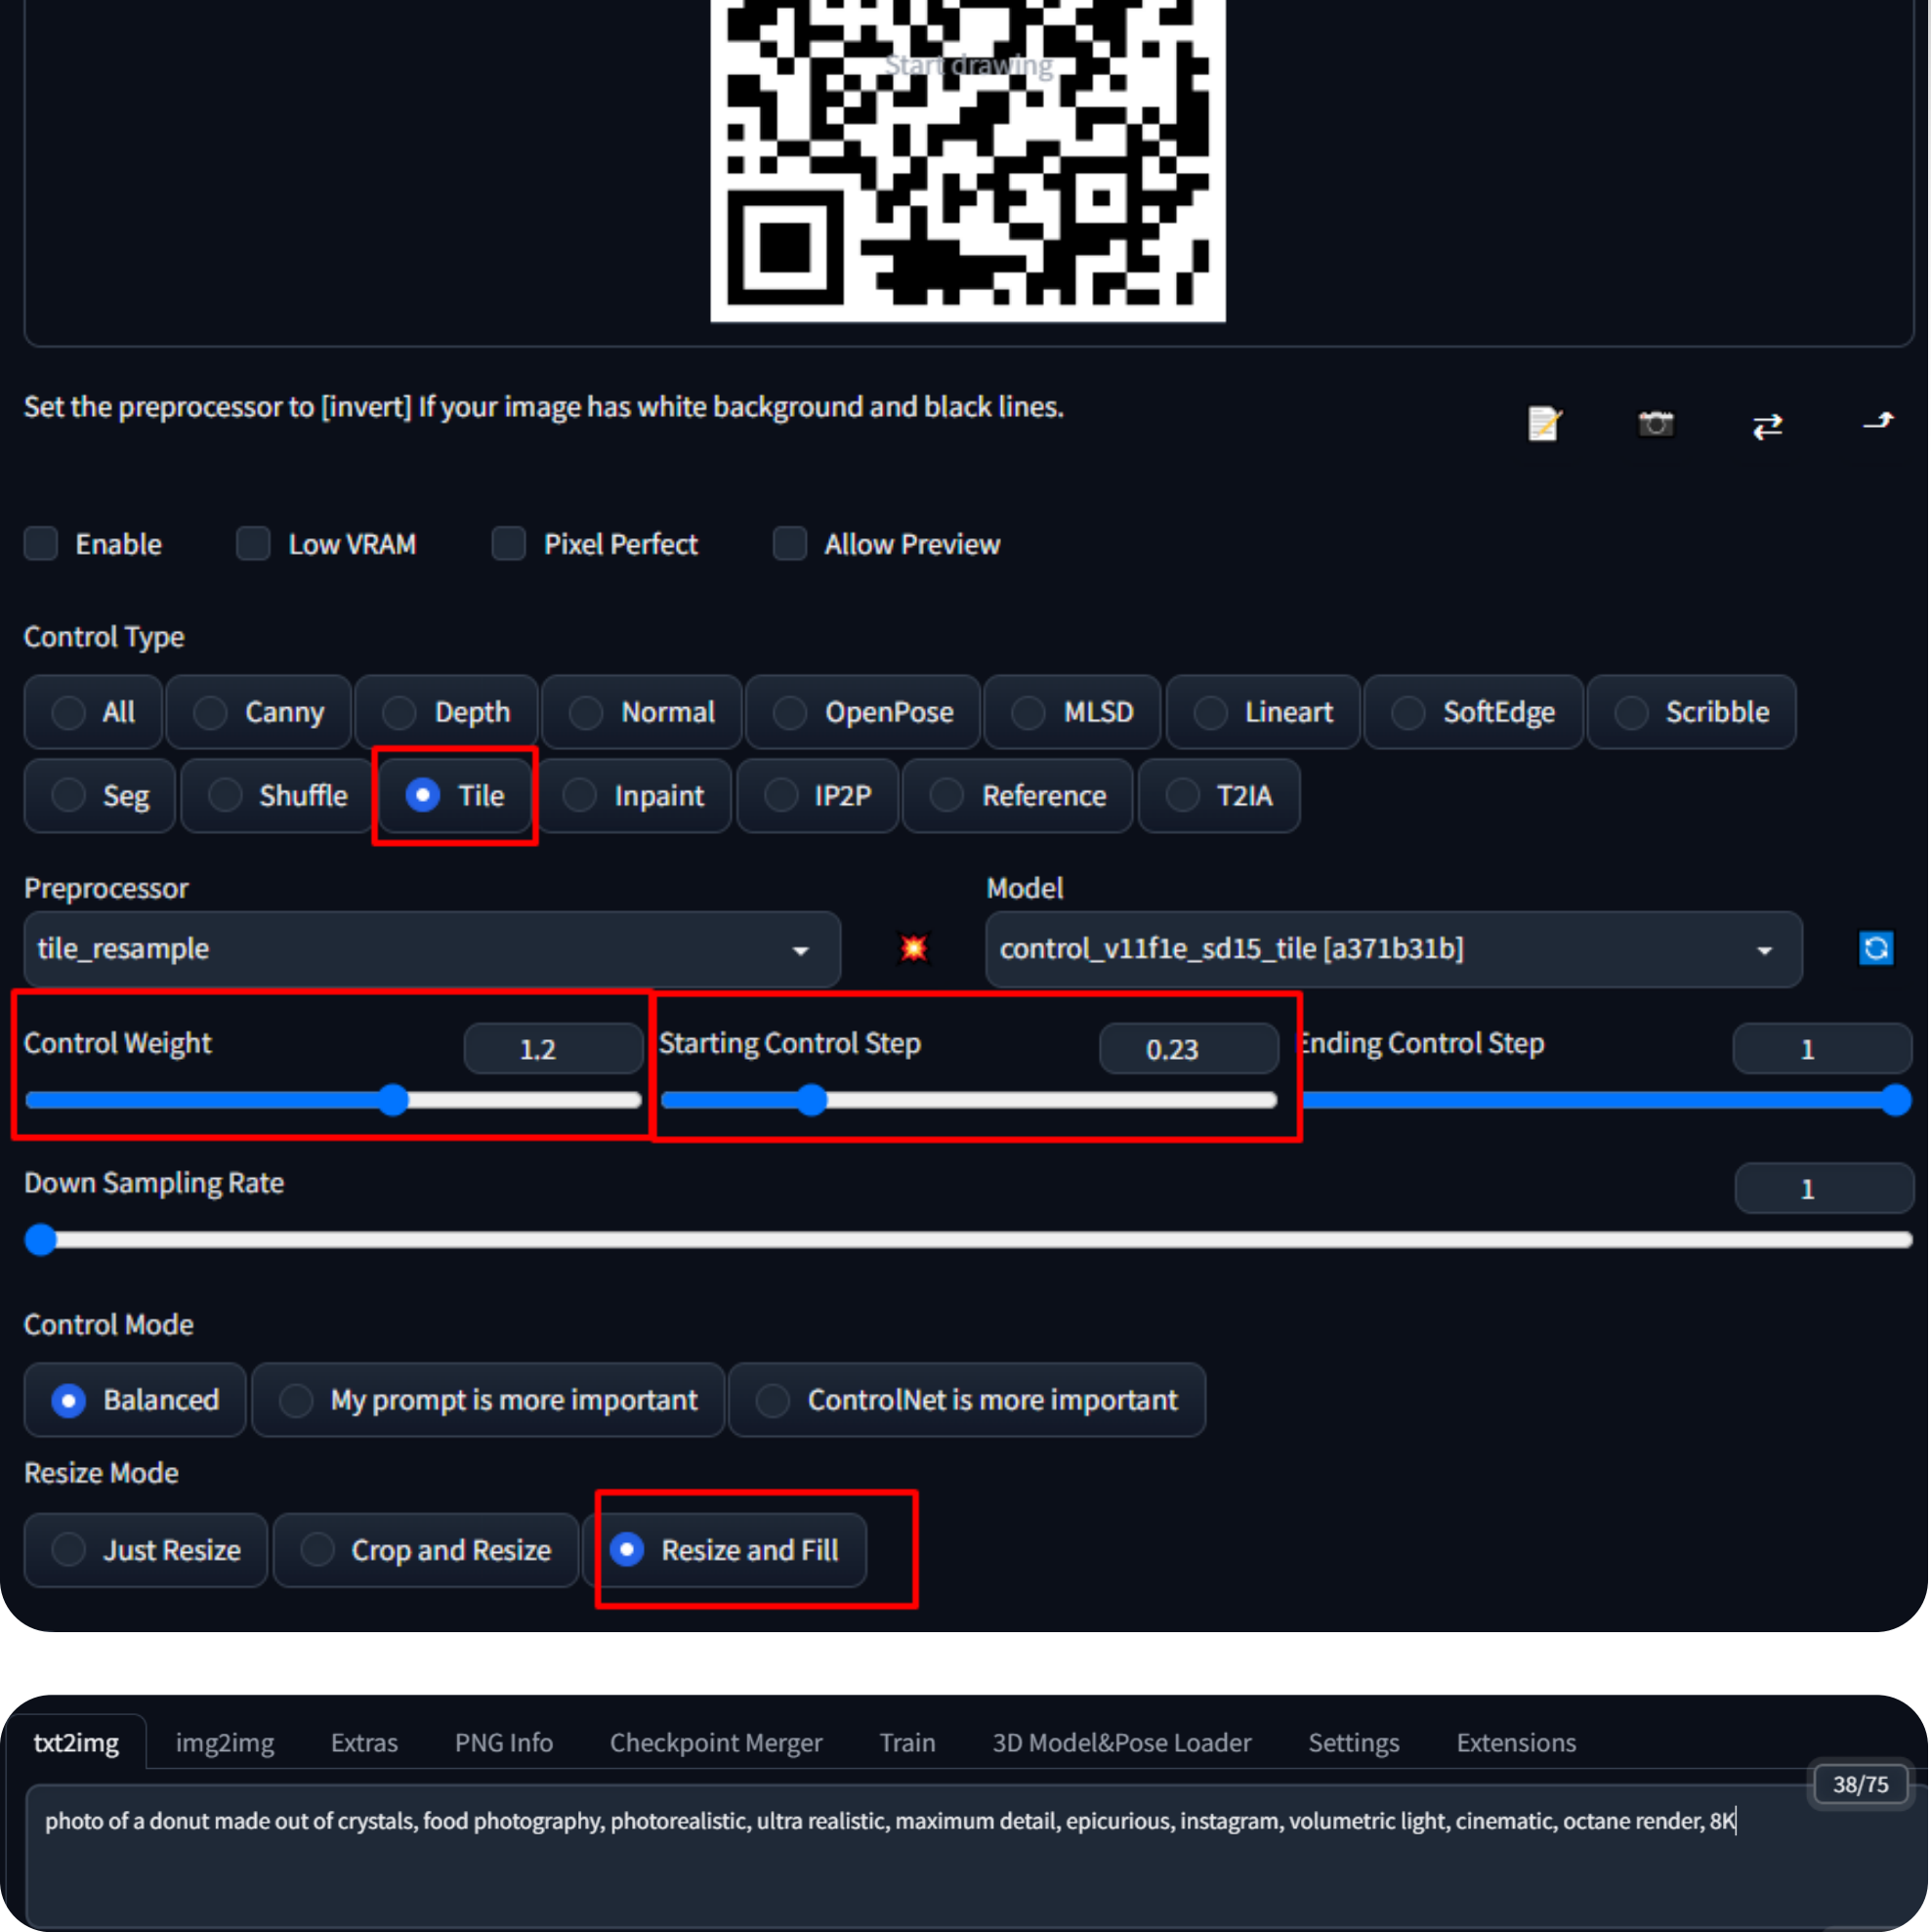 Start drawing
Set the preprocessor to [invert] If your image has white background and black lines.
Enable Low VRAM Pixel Perfect Allow Preview
Control Type
All Canny Depth Normal OpenPose MLSD Lineart SoftEdge Scribble
Seg Shuffle Tile Inpaint IP2P Reference T2IA
Preprocessor Model
tile_resample control_v11f1e_sd15_tile [a371b31b]
Control Weight 1.2 Starting Control Step 0.23 Ending Control Step 1
Down Sampling Rate 1
Control Mode
Balanced My prompt is more important ControlNet is more important
Resize Mode
Just Resize Crop and Resize Resize and Fill
txt2img img2img Extras PNG Info Checkpoint Merger Train 3D Model&Pose Loader Settings Extensions
38/75
photo of a donut made out of crystals, food photography, photorealistic, ultra realistic, maximum detail, epicurious, instagram, volumetric light, cinematic, octane render, 8K